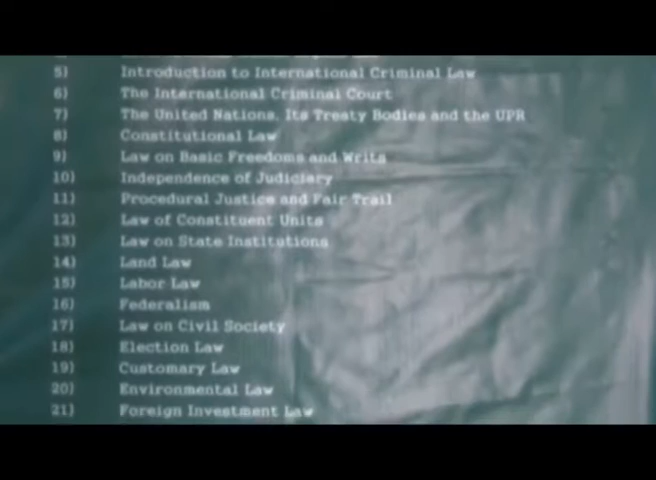 5) Introduction to International Criminal Law
6) The International Criminal Court
7) The United Nations, Its Treaty Bodies and the UPR
8) Constitutional Law
9) Law on Basic Freedoms and Writs
10) Independence of Judiciary
11) Procedural Justice and Fair Trail
12) Law of Constituent Units
13) Law on State Institutions
14) Land Law
15) Labor Law
16) Federalism
17) Law on Civil Society
18) Election Law
19) Customary Law
20) Environmental Law
21) Foreign Investment Law